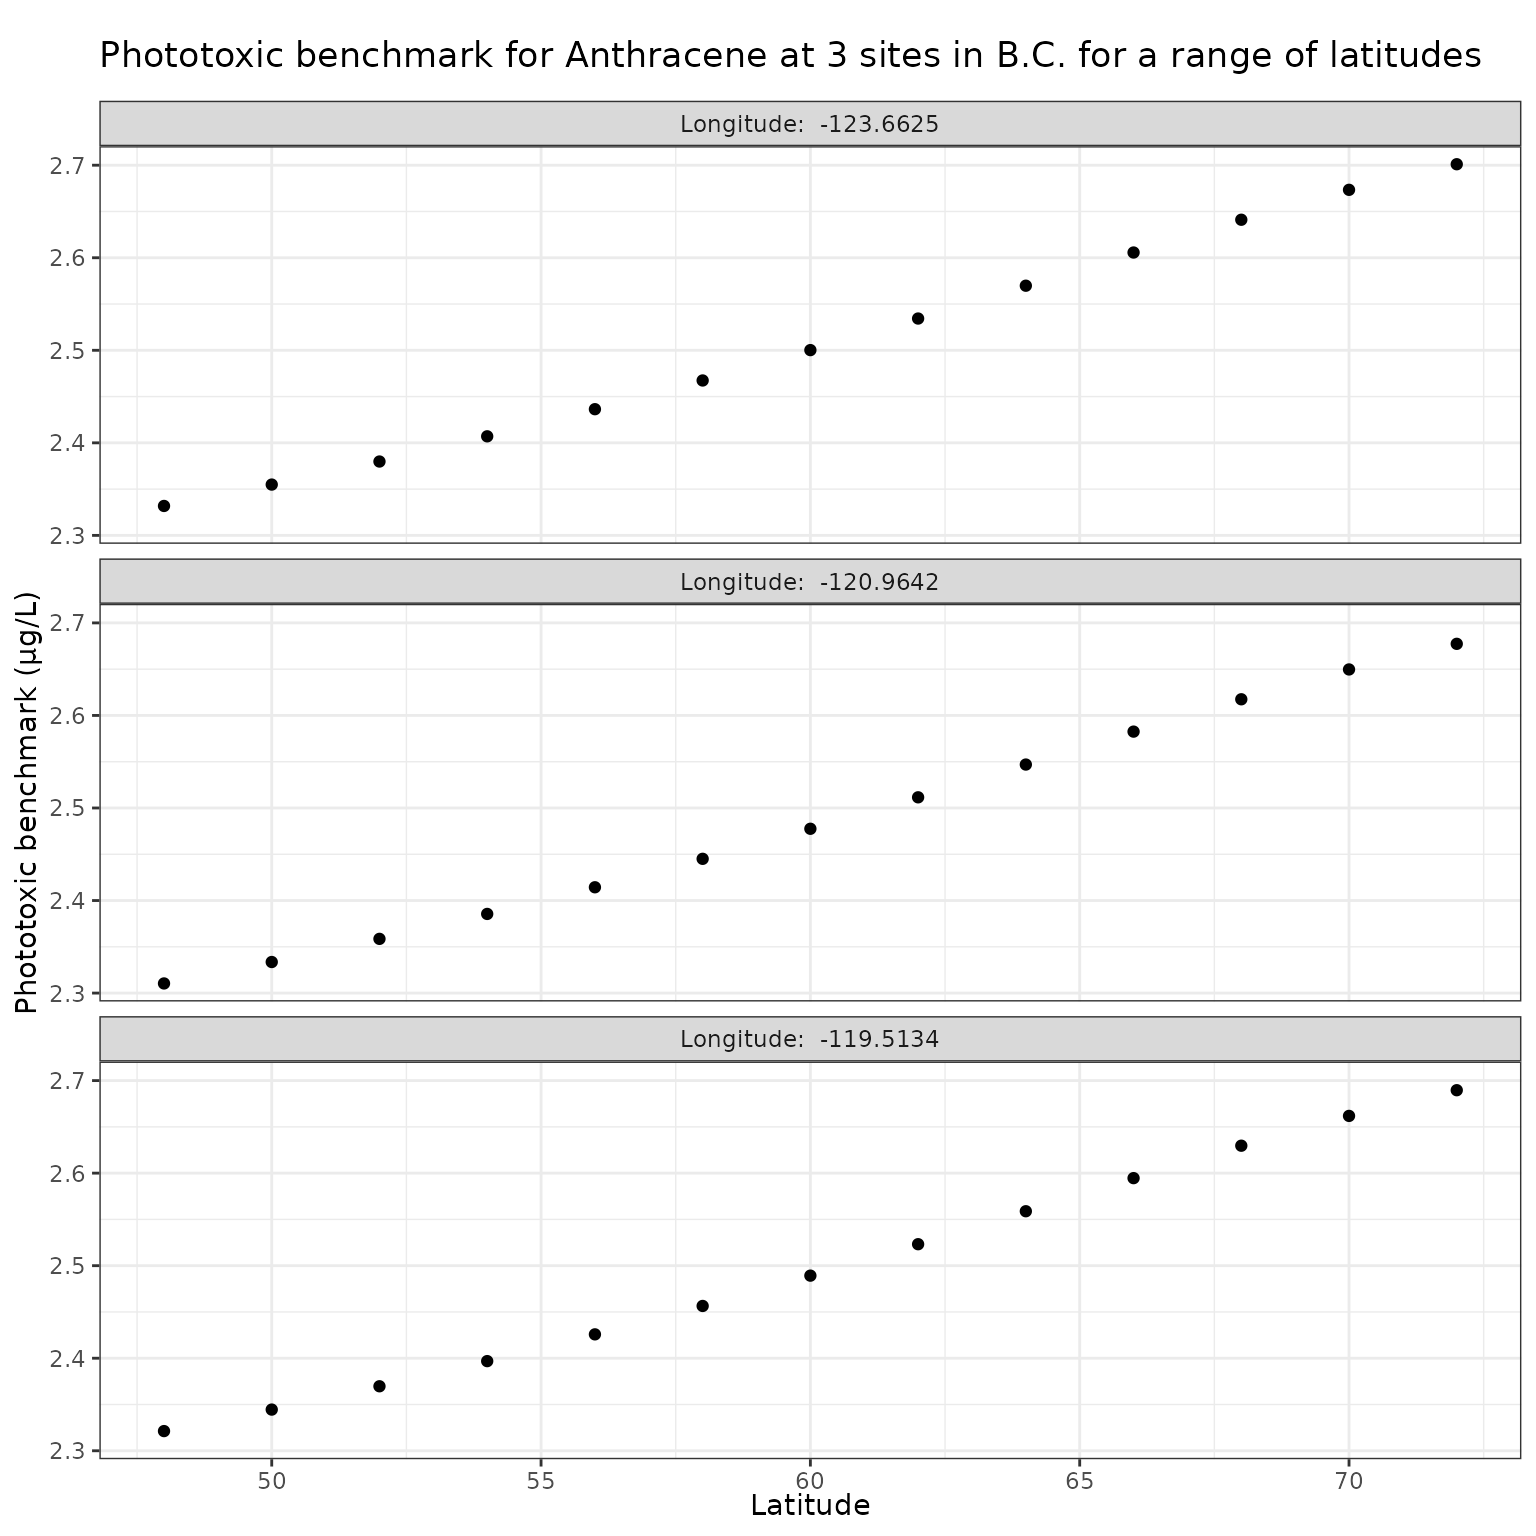 Phototoxic benchmark for Anthracene at 3 sites in B.C. for a range of latitudes
Longitude:  -123.6625
2.7
2.6
2.5
2.4
2.3
Longitude:  -120.9642
2.7
2.6
2.5
2.4
2.3
Longitude:  -119.5134
2.7
2.6
2.5
2.4
2.3
Phototoxic benchmark (µg/L)
50 55 60 65 70
Latitude